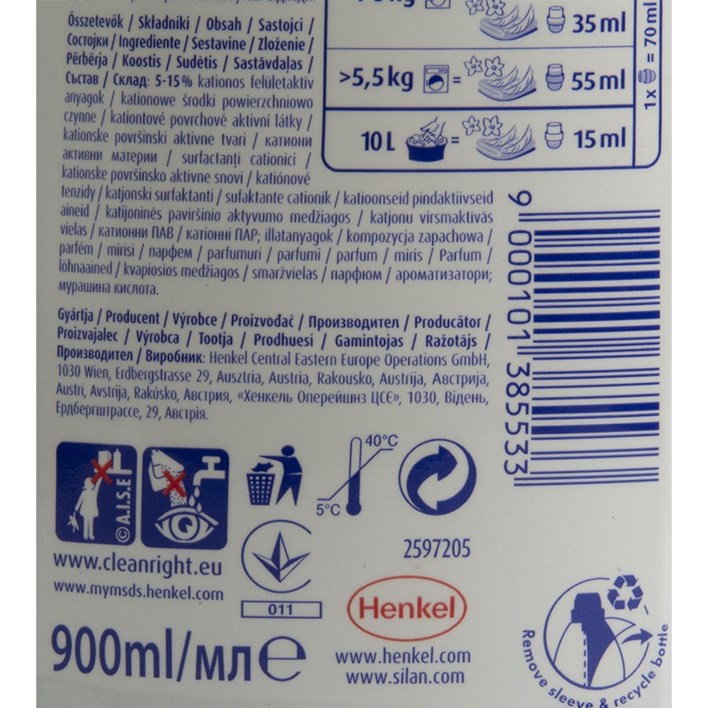 Összetevők / Składniki / Obsah / Sastojci /
Состојки / Ingrediente / Sestavine / Zloženie /
Përbërja / Koostis / Sudėtis / Sastāvdaļas /
Състав / Склад: 5-15% kationos felületaktív
anyagok / kationowe środki powierzchniowo
czynne / kationtové povrchové aktivní látky /
kationske površinski aktivne tvari / катиони
активни материи / surfactanți cationici /
kationske površinsko aktivne snovi / katiónové
tenzidy / katjonski surfaktanti / sufaktante cationik / katioonseid pindaktiivseid
aineid / katijoninės paviršinio aktyvumo medžiagos / katjonu virsmaktīvās
vielas / катионни ПАВ / катіонні ПАР; illatanyagok / kompozycja zapachowa /
parfém / mirisi / парфем / parfumuri / parfumi / parfum / miris / Parfum /
lõhnaained / kvapiosios medžiagos / smaržvielas / парфюм / ароматизатори;
мурашина кислота.
Gyártja / Producent / Výrobce / Proizvođač / Производител / Producător /
Proizvajalec / Výrobca / Tootja / Prodhuesi / Gamintojas / Ražotājs /
Производител / Виробник: Henkel Central Eastern Europe Operations GmbH,
1030 Wien, Erdbergstrasse 29, Ausztria, Austria, Rakousko, Austrija, Австрија,
Austri, Avstrija, Rakúsko, Австрия, «Хенкель Оперейшнз ЦСЄ», 1030, Відень,
Ердбергштрассе, 29, Австрія.
35 ml
>5,5 kg = 55 ml
10 L = 15 ml
1x = 70 ml
9 000101 385533
© A.I.S.E
40°C
5°C
www.cleanright.eu
www.mymsds.henkel.com
2597205
011
Henkel
900ml/мл e
www.henkel.com
www.silan.com
Remove sleeve & recycle bottle